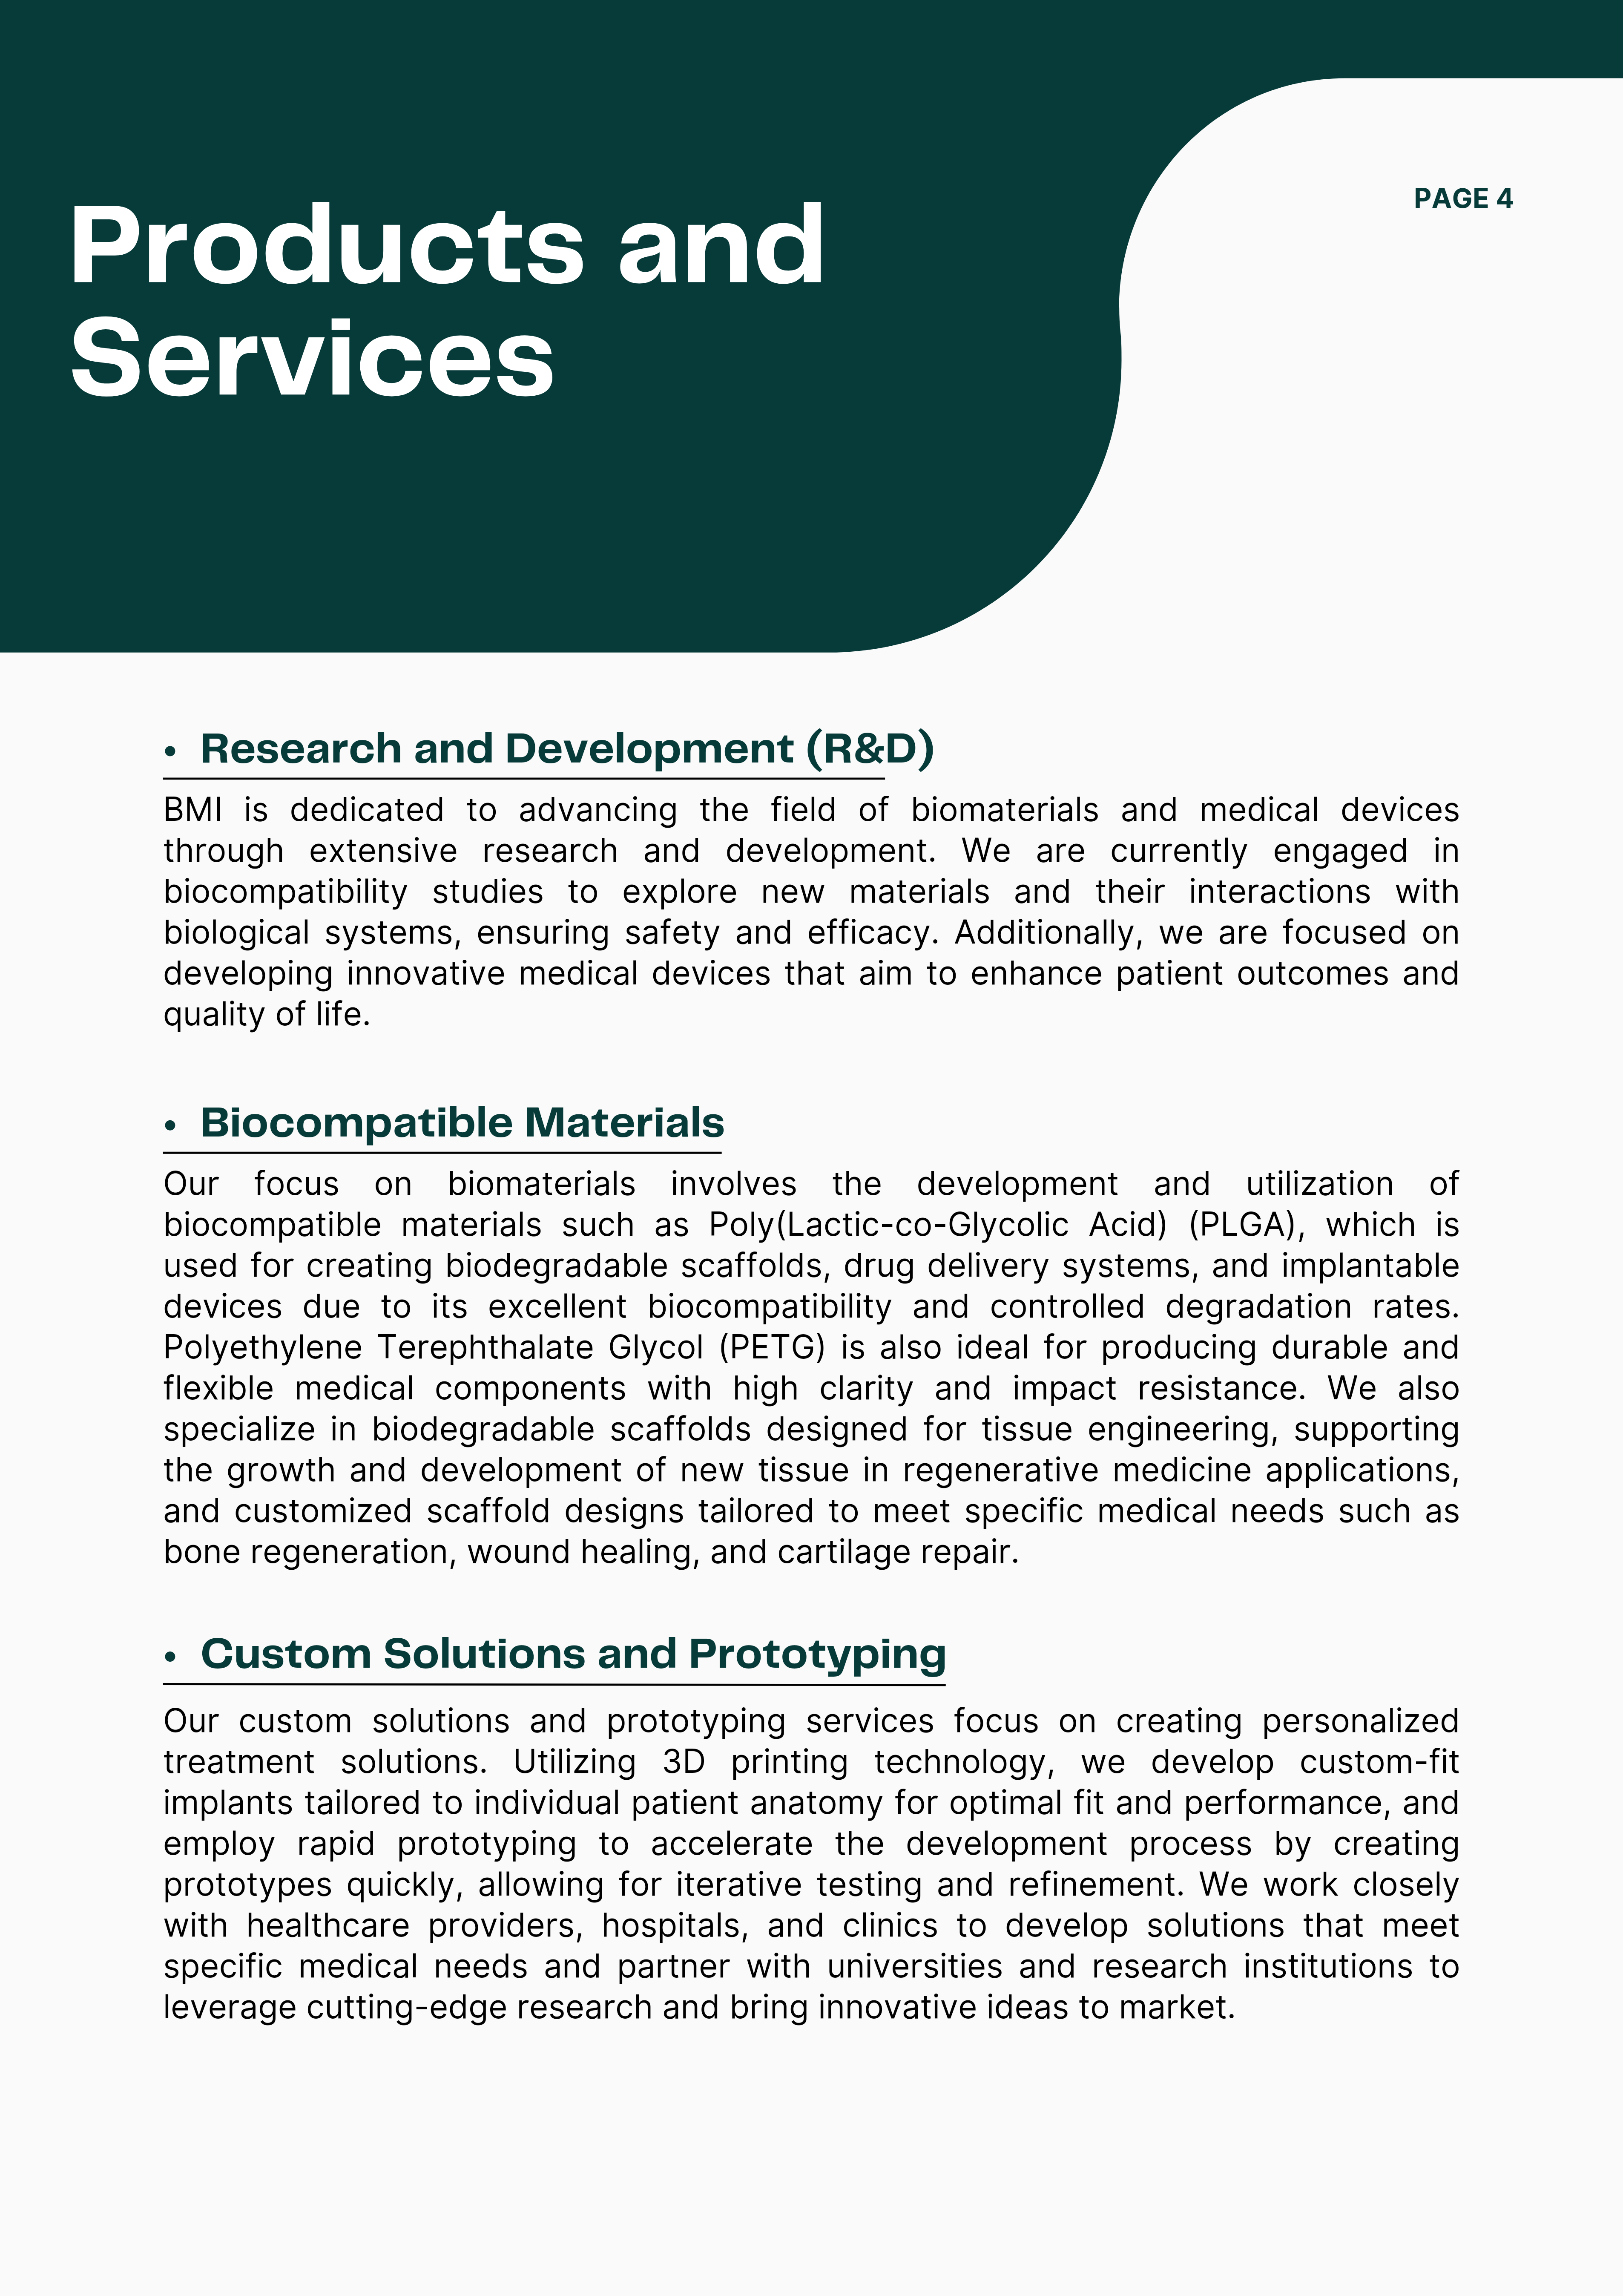 Products and
Services
PAGE 4
• Research and Development (R&D)
BMI is dedicated to advancing the field of biomaterials and medical devices
through extensive research and development. We are currently engaged in
biocompatibility studies to explore new materials and their interactions with
biological systems, ensuring safety and efficacy. Additionally, we are focused on
developing innovative medical devices that aim to enhance patient outcomes and
quality of life.
• Biocompatible Materials
Our focus on biomaterials involves the development and utilization of
biocompatible materials such as Poly(Lactic-co-Glycolic Acid) (PLGA), which is
used for creating biodegradable scaffolds, drug delivery systems, and implantable
devices due to its excellent biocompatibility and controlled degradation rates.
Polyethylene Terephthalate Glycol (PETG) is also ideal for producing durable and
flexible medical components with high clarity and impact resistance. We also
specialize in biodegradable scaffolds designed for tissue engineering, supporting
the growth and development of new tissue in regenerative medicine applications,
and customized scaffold designs tailored to meet specific medical needs such as
bone regeneration, wound healing, and cartilage repair.
• Custom Solutions and Prototyping
Our custom solutions and prototyping services focus on creating personalized
treatment solutions. Utilizing 3D printing technology, we develop custom-fit
implants tailored to individual patient anatomy for optimal fit and performance, and
employ rapid prototyping to accelerate the development process by creating
prototypes quickly, allowing for iterative testing and refinement. We work closely
with healthcare providers, hospitals, and clinics to develop solutions that meet
specific medical needs and partner with universities and research institutions to
leverage cutting-edge research and bring innovative ideas to market.